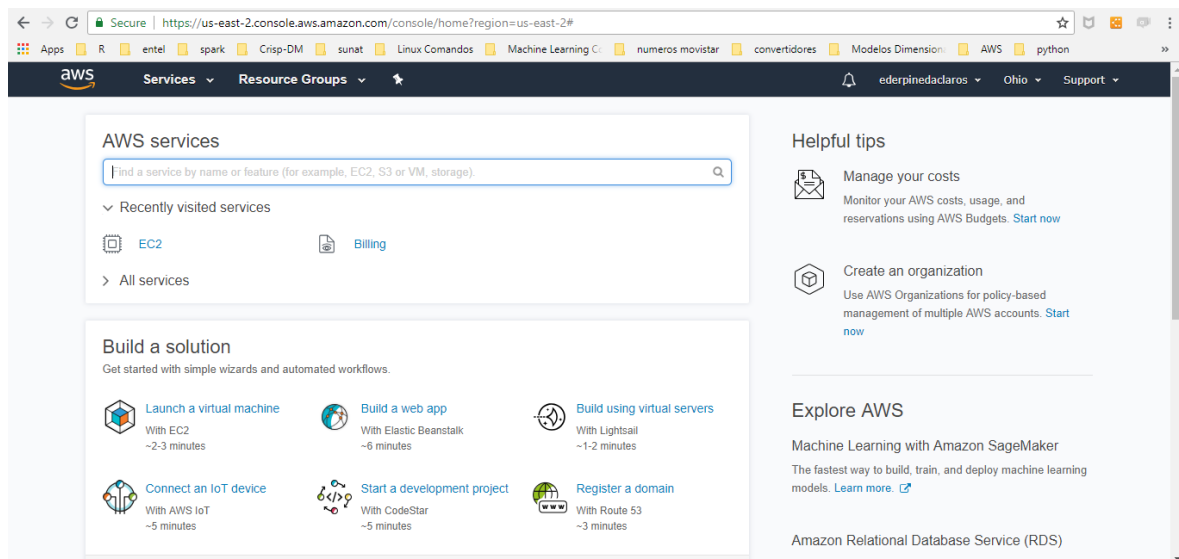 Secure | https://us-east-2.console.aws.amazon.com/console/home?region=us-east-2#
Apps R entel spark Crisp-DM sunat Linux Comandos Machine Learning Co numeros movistar convertidores Modelos Dimension AWS python »
aws Services Resource Groups ederpinedaclaros Ohio Support
AWS services
Find a service by name or feature (for example, EC2, S3 or VM, storage).
Recently visited services
EC2 Billing
All services
Build a solution
Get started with simple wizards and automated workflows.
Launch a virtual machine
With EC2
~2-3 minutes
Build a web app
With Elastic Beanstalk
~6 minutes
Build using virtual servers
With Lightsail
~1-2 minutes
Connect an IoT device
With AWS IoT
~5 minutes
Start a development project
With CodeStar
~5 minutes
Register a domain
With Route 53
~3 minutes
Helpful tips
Manage your costs
Monitor your AWS costs, usage, and
reservations using AWS Budgets. Start now
Create an organization
Use AWS Organizations for policy-based
management of multiple AWS accounts. Start
now
Explore AWS
Machine Learning with Amazon SageMaker
The fastest way to build, train, and deploy machine learning
models. Learn more.
Amazon Relational Database Service (RDS)